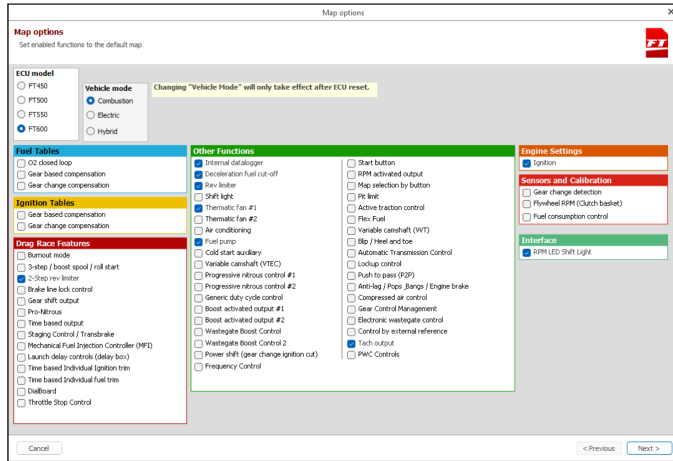 Map options
Map options
Set enabled functions to the default map
FT
ECU model
FT450
FT500
FT550
FT600
Vehicle mode
Combustion
Electric
Hybrid
Changing "Vehicle Mode" will only take effect after ECU reset.
Fuel Tables
O2 closed loop
Gear based compensation
Gear change compensation
Ignition Tables
Gear based compensation
Gear change compensation
Drag Race Features
Burnout mode
3-step / boost spool / roll start
2-Step rev limiter
Brake line lock control
Gear shift output
Pro-Nitrous
Time based output
Staging Control / Transbrake
Mechanical Fuel Injection Controller (MFI)
Launch delay controls (delay box)
Time based Individual Ignition trim
Time based Individual fuel trim
DialBoard
Throttle Stop Control
Other Functions
Internal datalogger
Deceleration fuel cut-off
Rev limiter
Shift light
Thermatic fan #1
Thermatic fan #2
Air conditioning
Fuel pump
Cold start auxiliary
Variable camshaft (VTEC)
Progressive nitrous control #1
Progressive nitrous control #2
Generic duty cycle control
Boost activated output #1
Boost activated output #2
Wastegate Boost Control
Wastegate Boost Control 2
Power shift (gear change ignition cut)
Frequency Control
Start button
RPM activated output
Map selection by button
Pit limit
Active traction control
Flex Fuel
Variable camshaft (VVT)
Blip / Heel and toe
Automatic Transmission Control
Lockup control
Push to pass (P2P)
Anti-lag / Pops ,Bangs / Engine brake
Compressed air control
Gear Control Management
Electronic wastegate control
Control by external reference
Tach output
PWC Controls
Engine Settings
Ignition
Sensors and Calibration
Gear change detection
Flywheel RPM (Clutch basket)
Fuel consumption control
Interface
RPM LED Shift Light
Cancel
< Previous
Next >